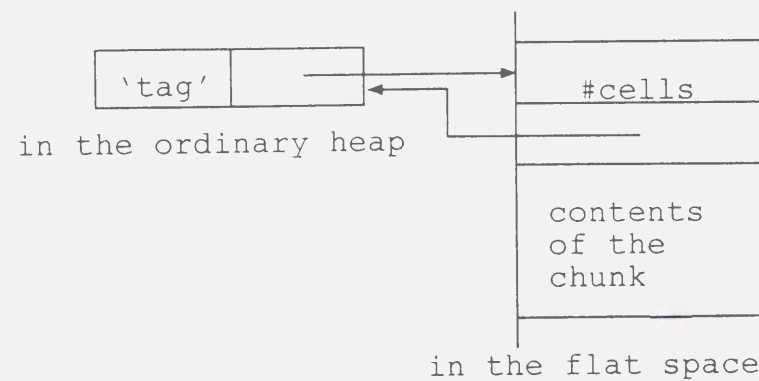 ‘tag’
#cells
in the ordinary heap
contents
of the
chunk
in the flat space